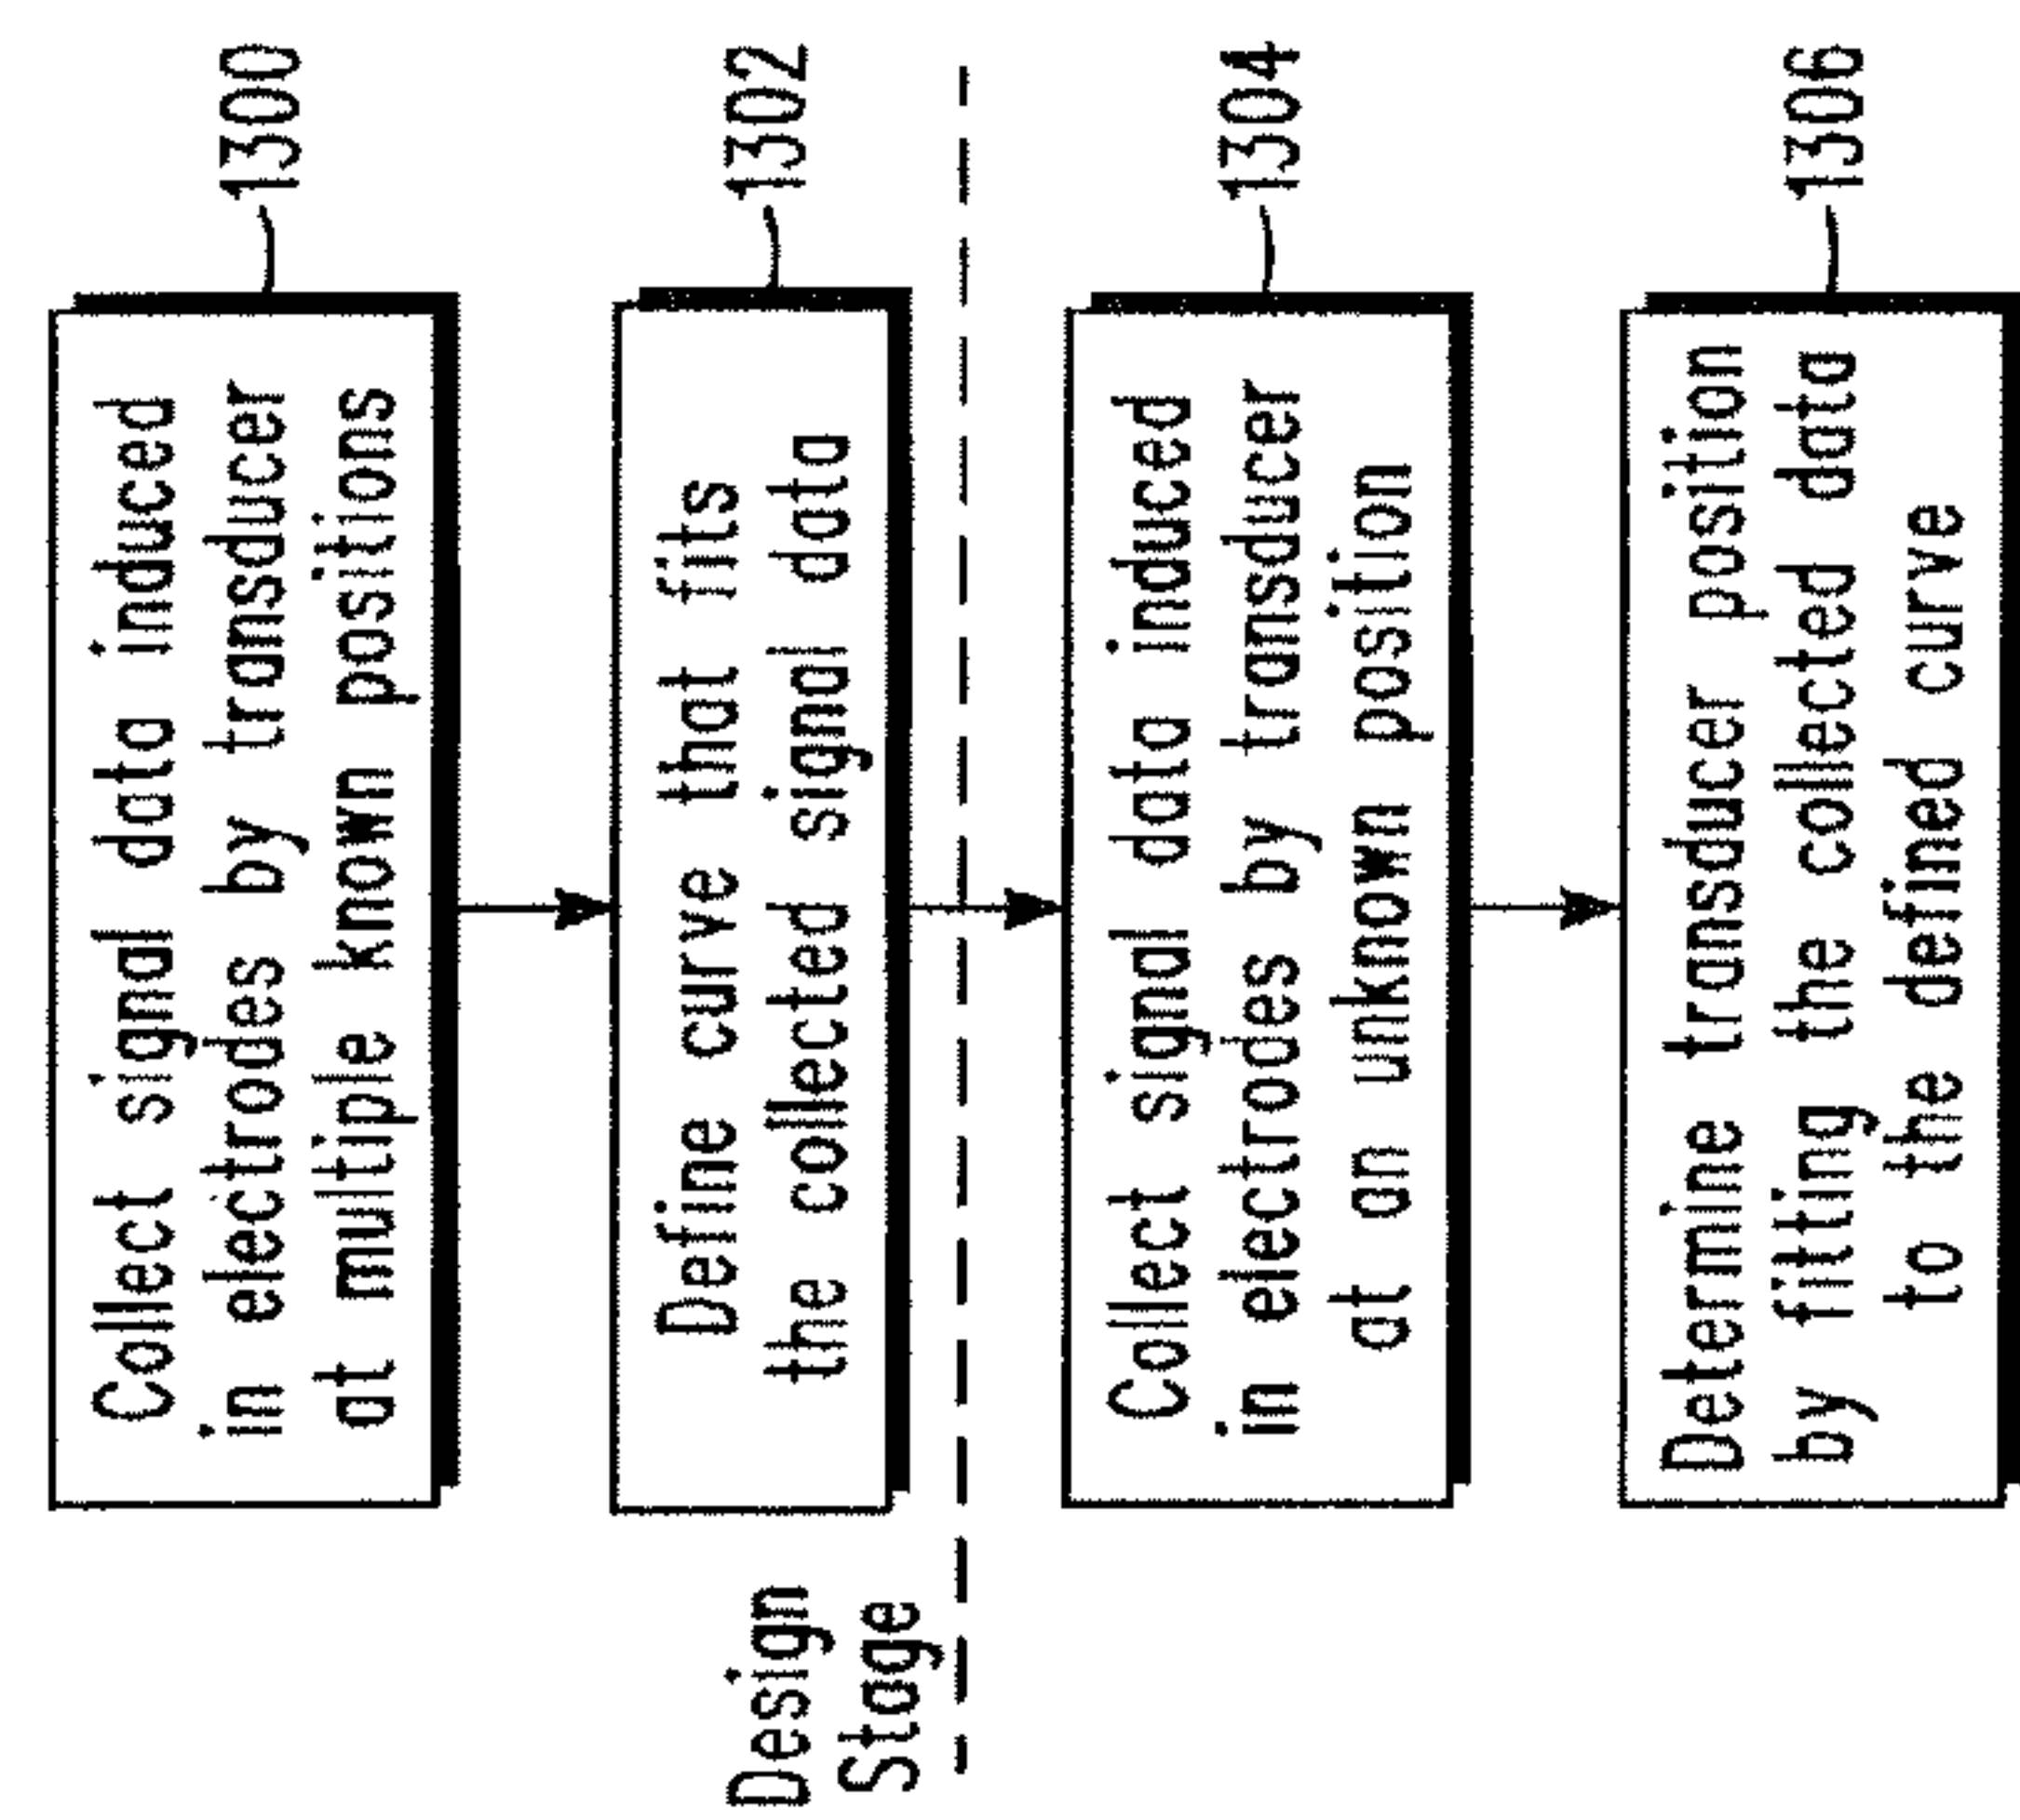 Collect signal data induced
in electrodes by transducer
at multiple known positions
1300
Define curve that fits
the collected signal data
1302
Design
Stage
Collect signal data induced
in electrodes by transducer
at an unknown position
1304
Determine transducer position
by fitting the collected data
to the defined curve
1306